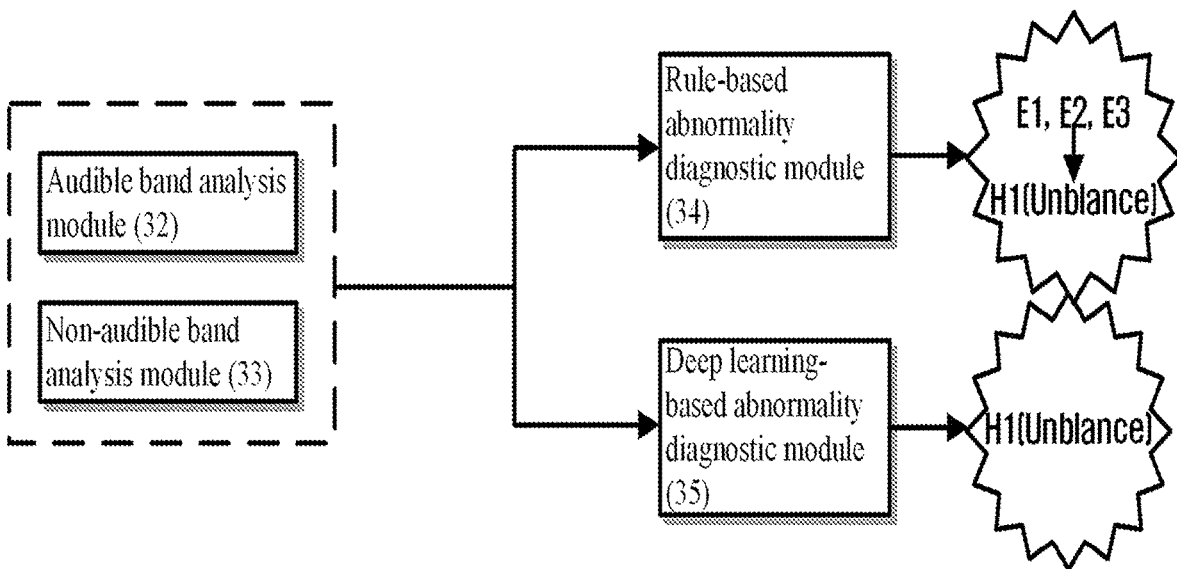 Audible band analysis
module (32)
Non-audible band
analysis module (33)
Rule-based
abnormality
diagnostic module
(34)
E1, E2, E3
H1(Unblance)
Deep learning-
based abnormality
diagnostic module
(35)
H1(Unblance)